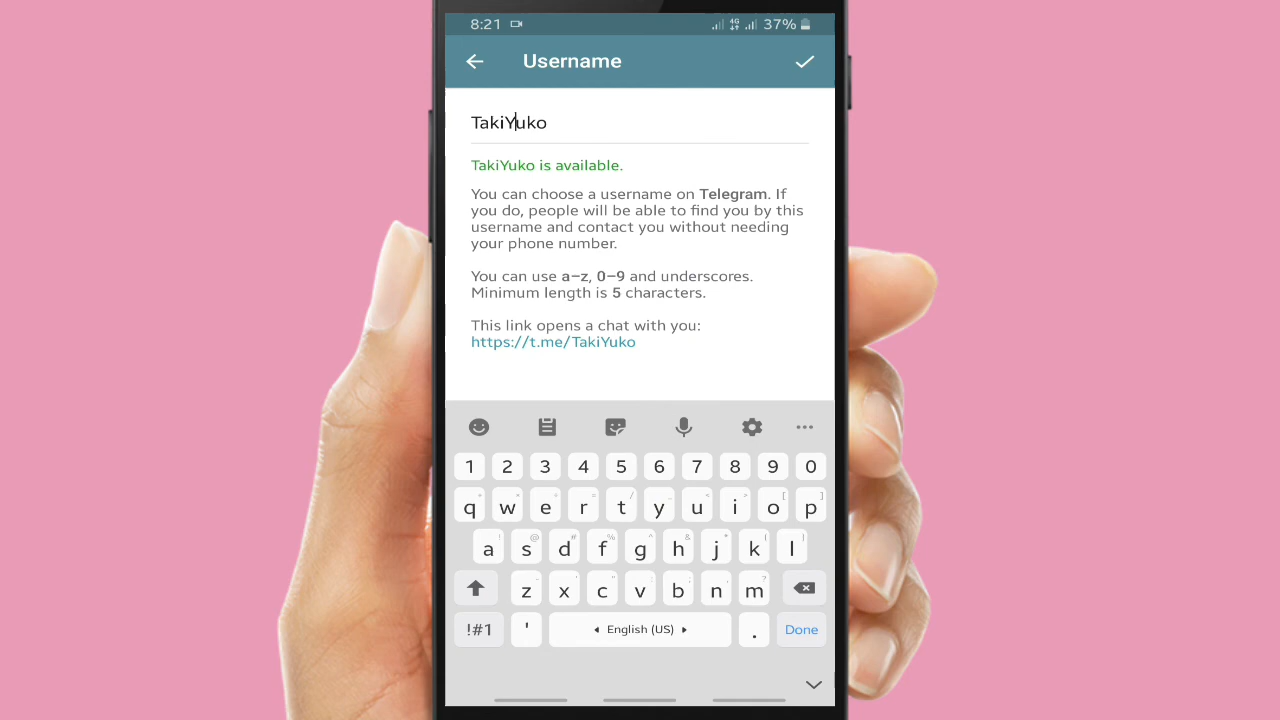 8:21 4G 37%
Username
TakiYuko
TakiYuko is available.
You can choose a username on Telegram. If
you do, people will be able to find you by this
username and contact you without needing
your phone number.
You can use a–z, 0–9 and underscores.
Minimum length is 5 characters.
This link opens a chat with you:
https://t.me/TakiYuko
1 2 3 4 5 6 7 8 9 0
q w e r t y u i o p
a s d f g h j k l
z x c v b n m
!#1 ' English (US) . Done